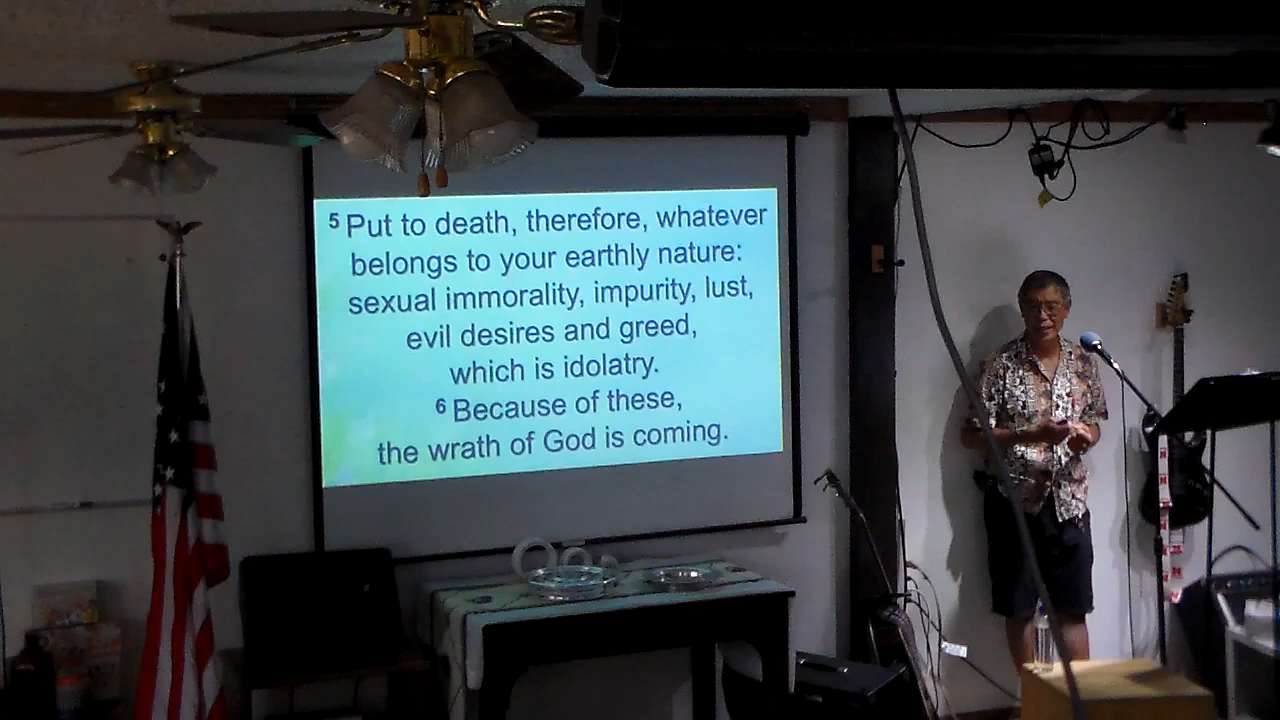 5 Put to death, therefore, whatever
belongs to your earthly nature:
sexual immorality, impurity, lust,
evil desires and greed,
which is idolatry.
6 Because of these,
the wrath of God is coming.